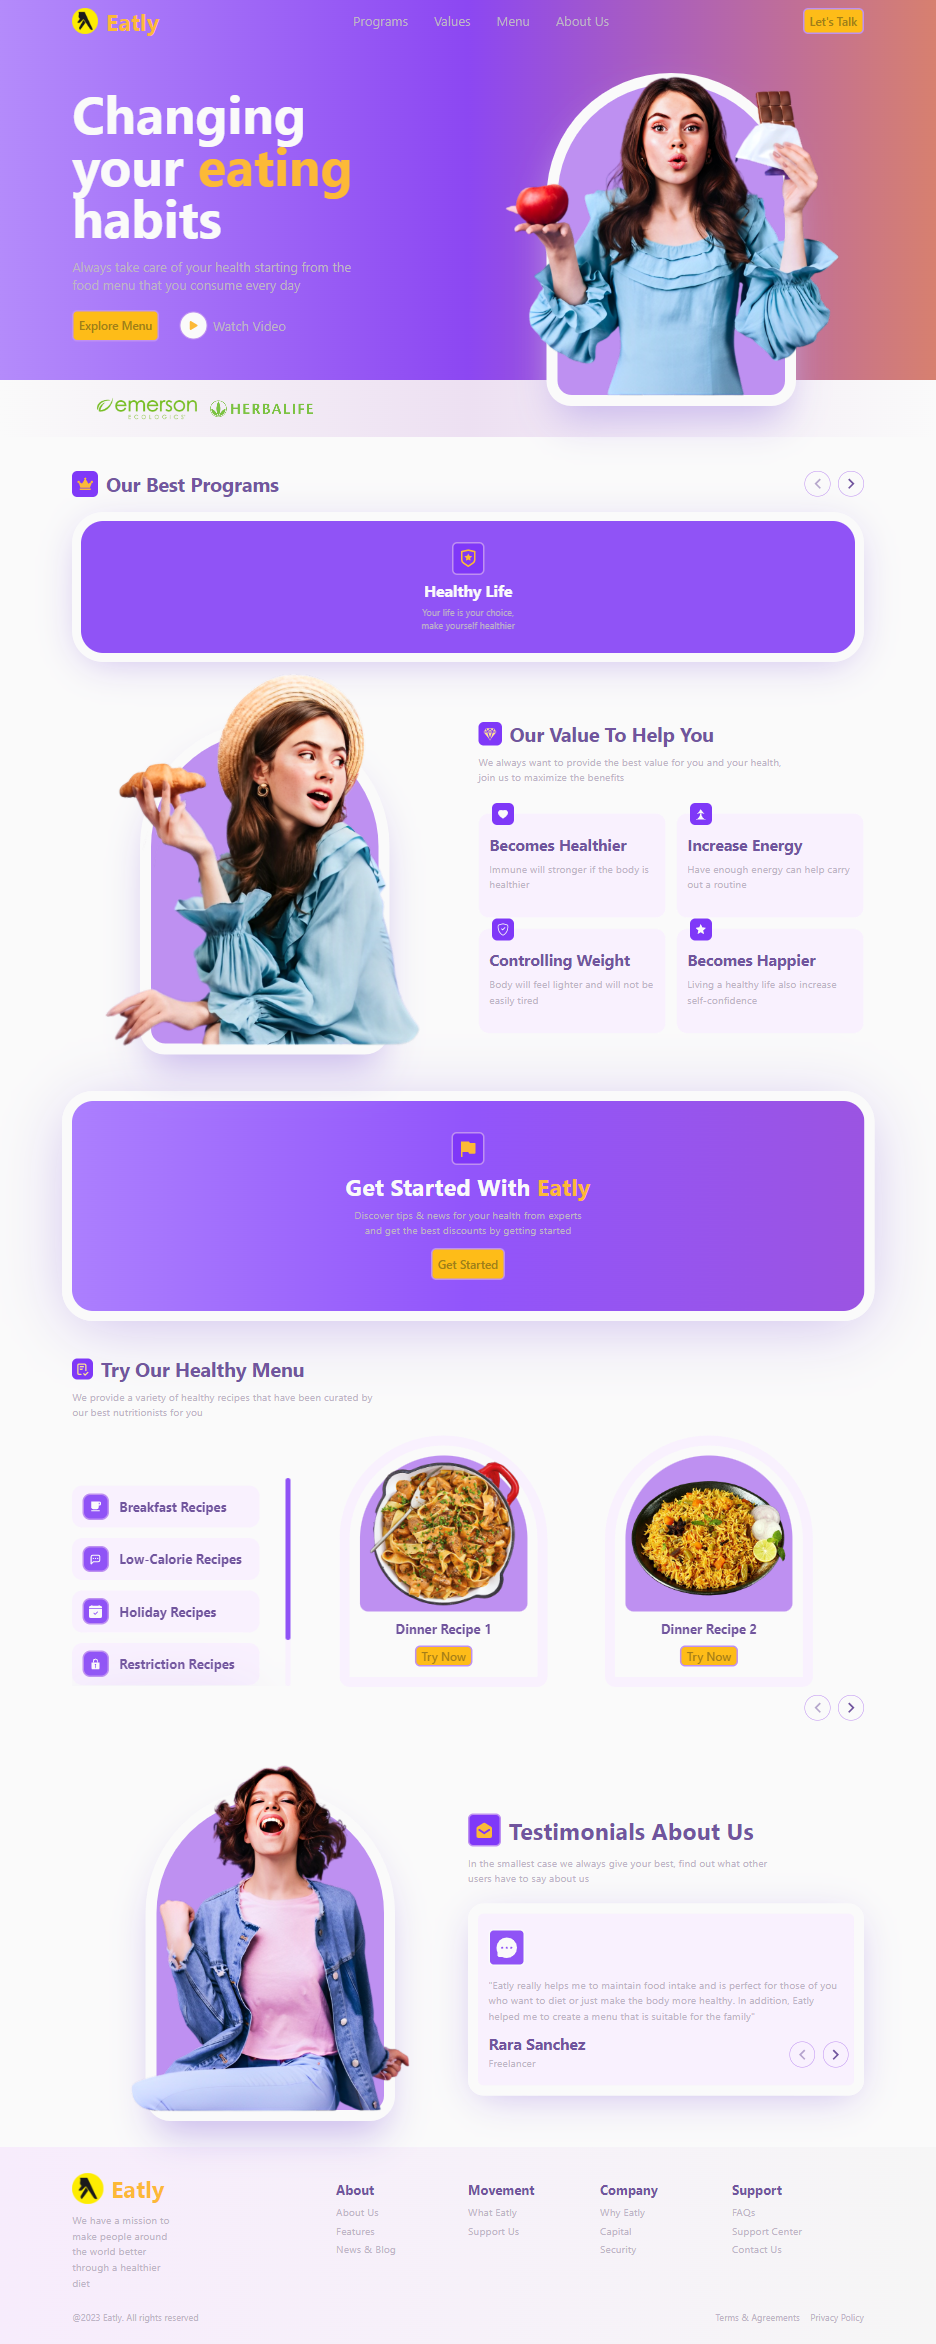 Eatly
Programs Values Menu About Us
Let's Talk
Changing
your eating
habits
Always take care of your health starting from the
food menu that you consume every day
Explore Menu
Watch Video
emerson
ECOLOGICS
HERBALIFE
Our Best Programs
Healthy Life
Your life is your choice,
make yourself healthier
Our Value To Help You
We always want to provide the best value for you and your health,
join us to maximize the benefits
Becomes Healthier
Immune will stronger if the body is
healthier
Increase Energy
Have enough energy can help carry
out a routine
Controlling Weight
Body will feel lighter and will not be
easily tired
Becomes Happier
Living a healthy life also increase
self-confidence
Get Started With Eatly
Discover tips & news for your health from experts
and get the best discounts by getting started
Get Started
Try Our Healthy Menu
We provide a variety of healthy recipes that have been curated by
our best nutritionists for you
Breakfast Recipes
Low-Calorie Recipes
Holiday Recipes
Restriction Recipes
Dinner Recipe 1
Try Now
Dinner Recipe 2
Try Now
Testimonials About Us
In the smallest case we always give your best, find out what other
users have to say about us
"Eatly really helps me to maintain food intake and is perfect for those of you
who want to diet or just make the body more healthy. In addition, Eatly
helped me to create a menu that is suitable for the family"
Rara Sanchez
Freelancer
Eatly
We have a mission to
make people around
the world better
through a healthier
diet
About
About Us
Features
News & Blog
Movement
What Eatly
Support Us
Company
Why Eatly
Capital
Security
Support
FAQs
Support Center
Contact Us
@2023 Eatly. All rights reserved
Terms & Agreements Privacy Policy